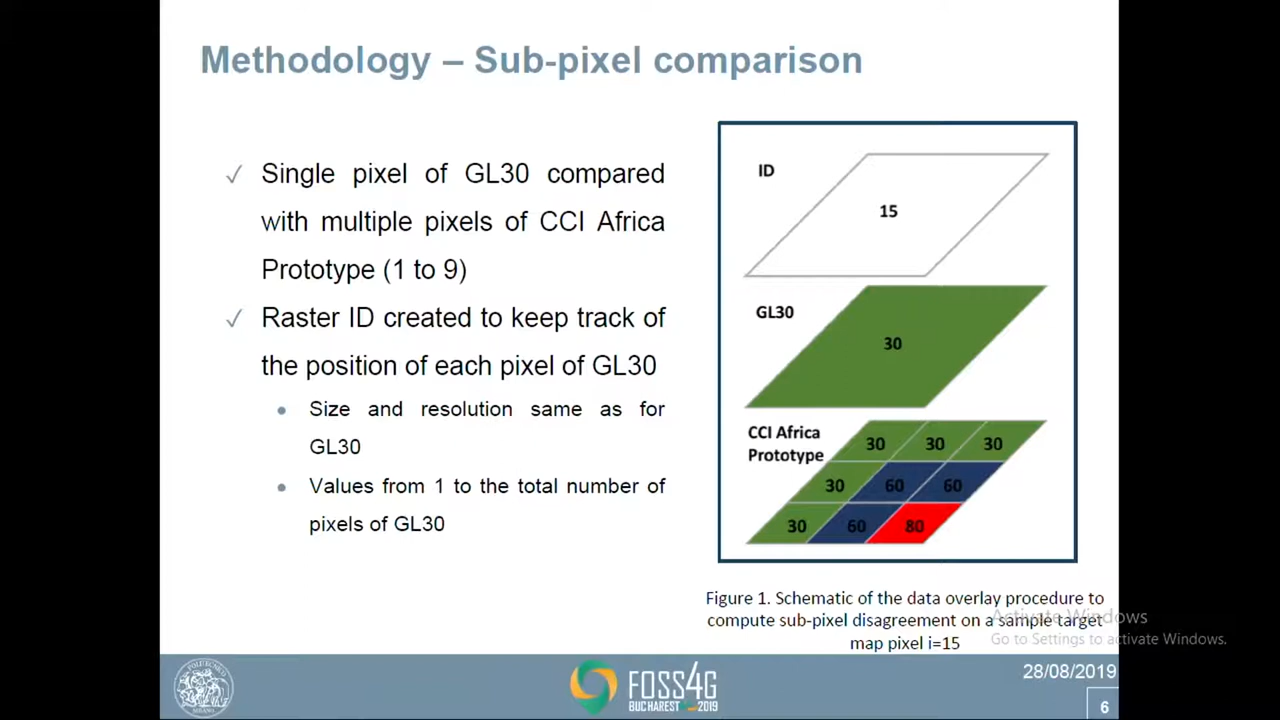 Methodology – Sub-pixel comparison
✓ Single pixel of GL30 compared
with multiple pixels of CCI Africa
Prototype (1 to 9)
✓ Raster ID created to keep track of
the position of each pixel of GL30
• Size and resolution same as for
GL30
• Values from 1 to the total number of
pixels of GL30
ID
15
GL30
30
CCI Africa
Prototype
30 30 30
30 60 60
30 60 80
Figure 1. Schematic of the data overlay procedure to
compute sub-pixel disagreement on a sample target
map pixel i=15
Activate Windows
Go to Settings to activate Windows.
POLITECNICO
MILANO
FOSS4G
BUCHAREST 2019
28/08/2019
6